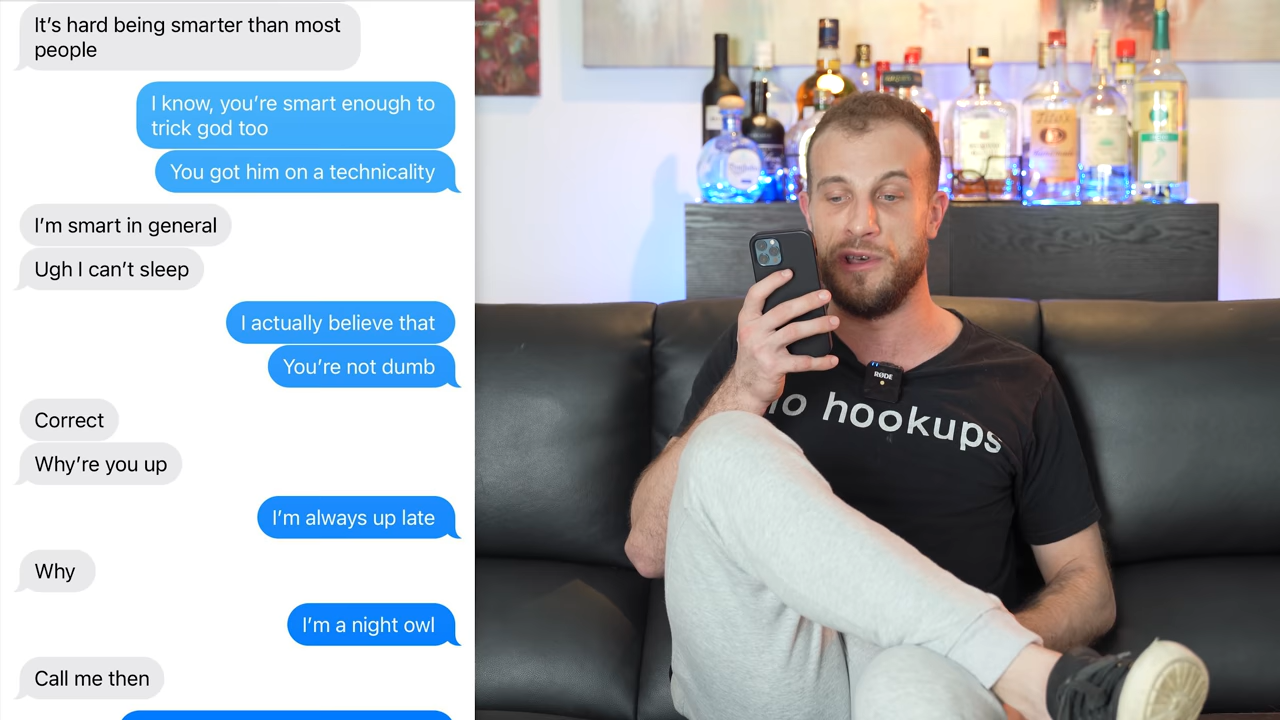 It’s hard being smarter than most
people
I know, you’re smart enough to
trick god too
You got him on a technicality
I’m smart in general
Ugh I can’t sleep
I actually believe that
You’re not dumb
Correct
Why’re you up
I’m always up late
Why
I’m a night owl
Call me then
RØDE
no hookups
Tito's